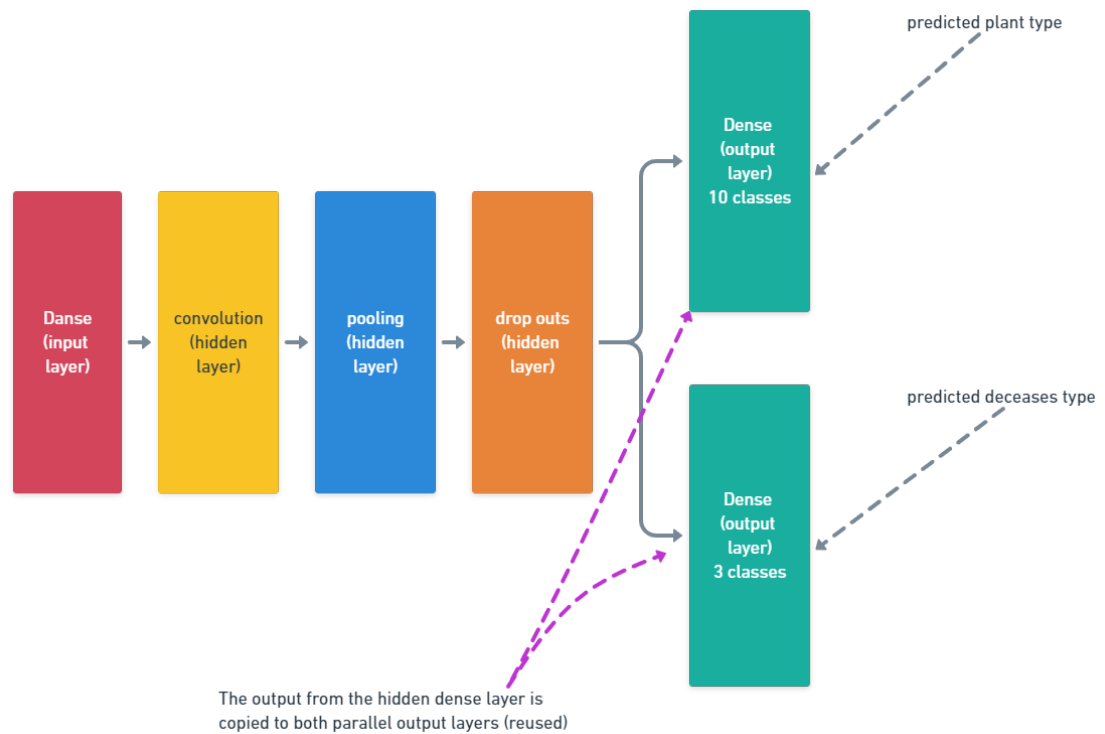 predicted plant type
Dense
(output
layer)
10 classes
Danse
(input
layer)
convolution
(hidden
layer)
pooling
(hidden
layer)
drop outs
(hidden
layer)
predicted deceases type
Dense
(output
layer)
3 classes
The output from the hidden dense layer is
copied to both parallel output layers (reused)